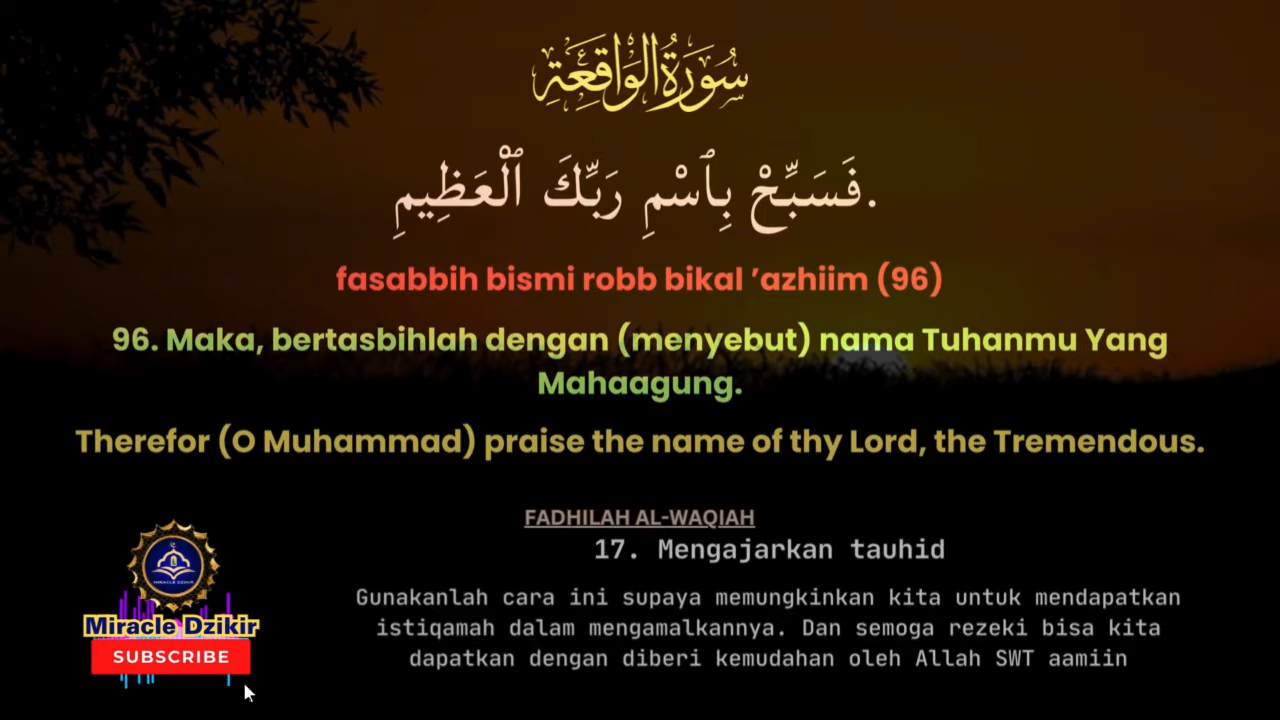 سُورَةُ الْوَاقِعَةِ
فَسَبِّحْ بِٱسْمِ رَبِّكَ ٱلْعَظِيمِ.
fasabbih bismi robb bikal ’azhiim (96)
96. Maka, bertasbihlah dengan (menyebut) nama Tuhanmu Yang
Mahaagung.
Therefor (O Muhammad) praise the name of thy Lord, the Tremendous.
FADHILAH AL-WAQIAH
17. Mengajarkan tauhid
Gunakanlah cara ini supaya memungkinkan kita untuk mendapatkan
istiqamah dalam mengamalkannya. Dan semoga rezeki bisa kita
dapatkan dengan diberi kemudahan oleh Allah SWT aamiin
MIRACLE DZIKIR
Miracle Dzikir
SUBSCRIBE